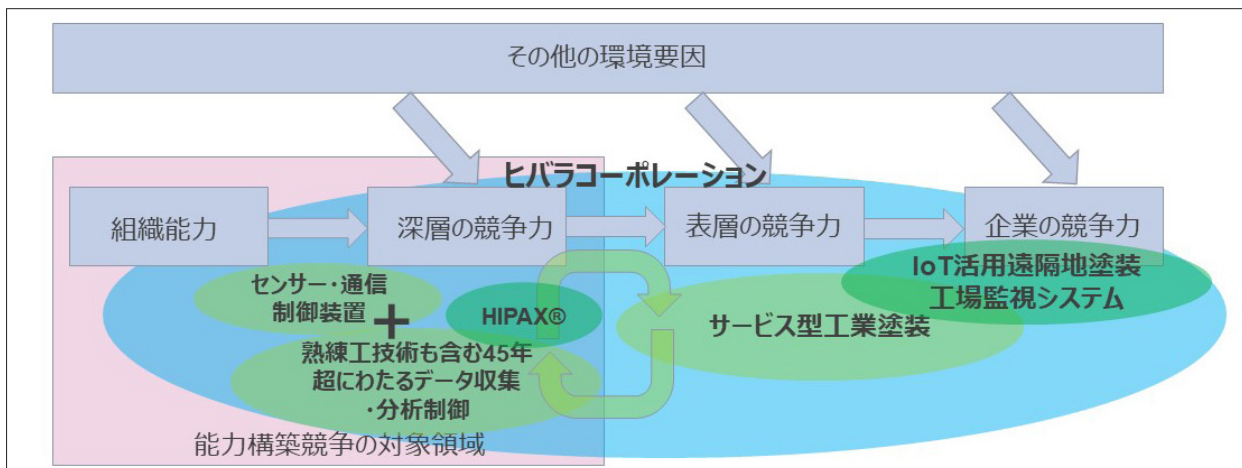 その他の環境要因
ヒバラコーポレーション
組織能力
深層の競争力
表層の競争力
企業の競争力
センサー・通信
制御装置
+
HIPAX®
熟練工技術も含む45年
超にわたるデータ収集
・分析制御
サービス型工業塗装
IoT活用遠隔地塗装
工場監視システム
能力構築競争の対象領域